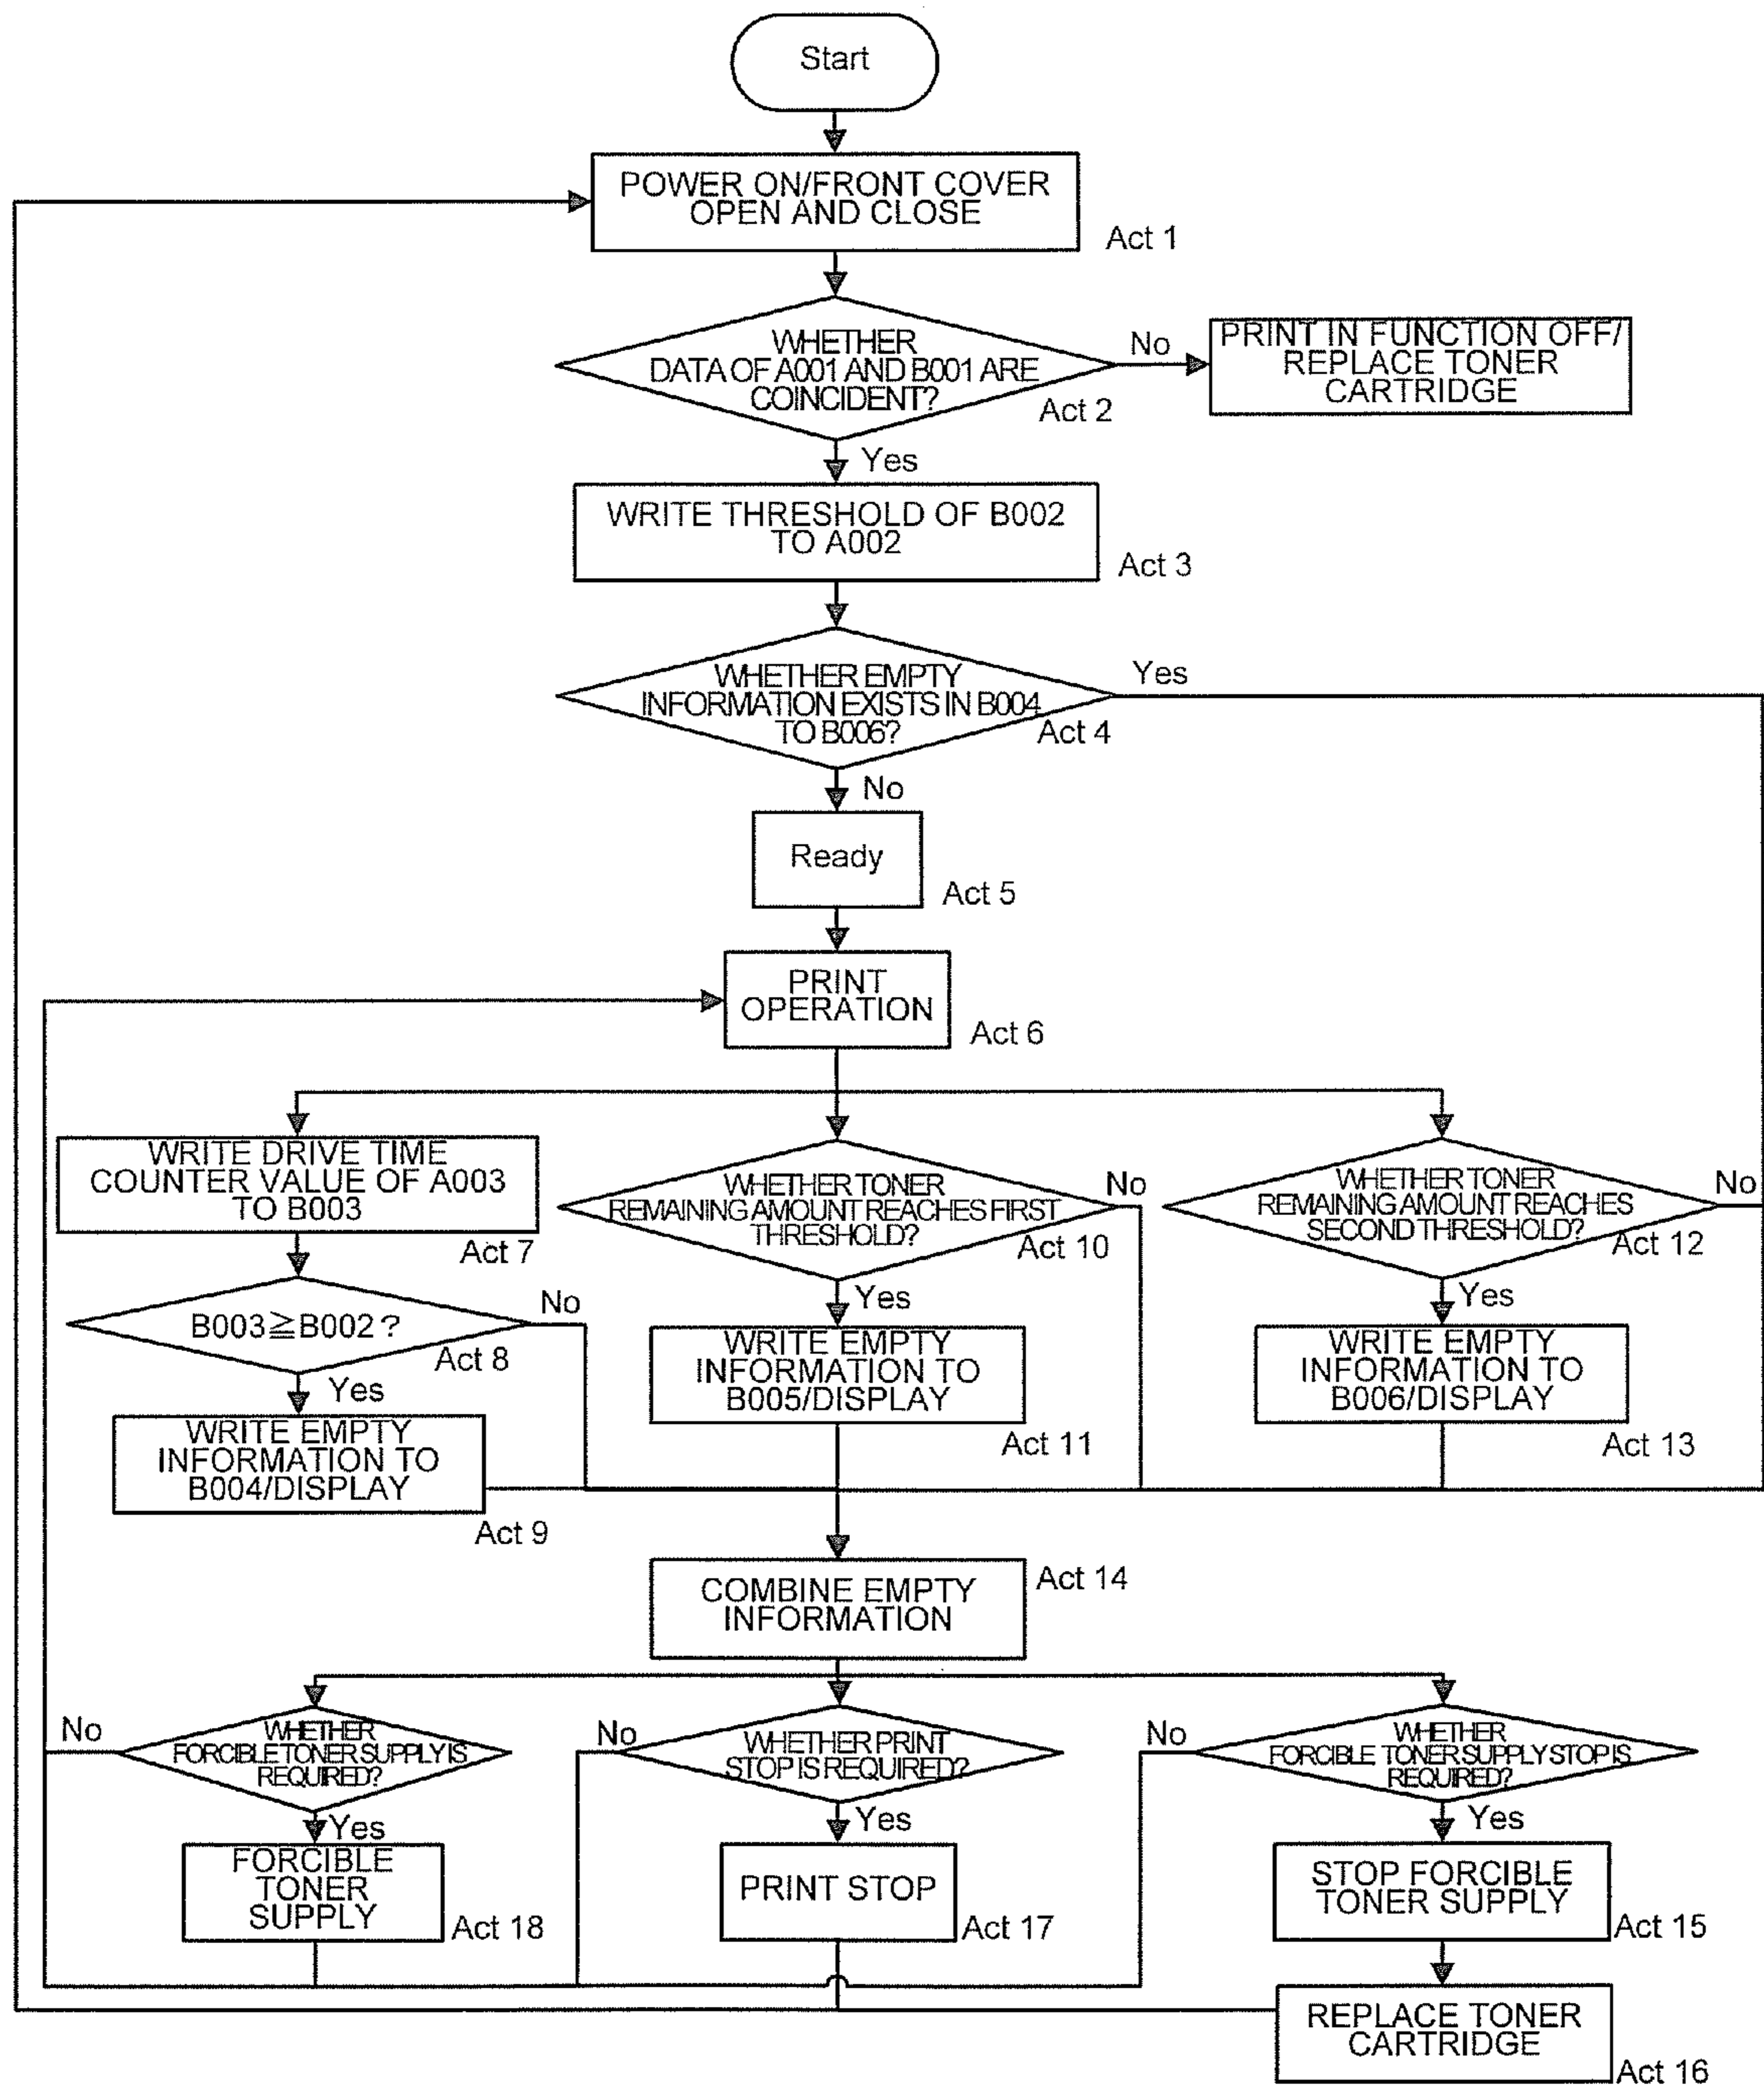 Start
POWER ON/FRONT COVER
OPEN AND CLOSE
Act 1
WHETHER
DATA OF A001 AND B001 ARE
COINCIDENT?
Act 2
No
PRINT IN FUNCTION OFF/
REPLACE TONER
CARTRIDGE
Yes
WRITE THRESHOLD OF B002
TO A002
Act 3
WHETHER EMPTY
INFORMATION EXISTS IN B004
TO B006?
Act 4
Yes
No
Ready
Act 5
PRINT
OPERATION
Act 6
WRITE DRIVE TIME
COUNTER VALUE OF A003
TO B003
Act 7
B003≧B002?
Act 8
No
Yes
WRITE EMPTY
INFORMATION TO
B004/DISPLAY
Act 9
WHETHER TONER
REMAINING AMOUNT REACHES FIRST
THRESHOLD?
Act 10
No
Yes
WRITE EMPTY
INFORMATION TO
B005/DISPLAY
Act 11
WHETHER TONER
REMAINING AMOUNT REACHES
SECOND THRESHOLD?
Act 12
No
Yes
WRITE EMPTY
INFORMATION TO
B006/DISPLAY
Act 13
COMBINE EMPTY
INFORMATION
Act 14
No
WHETHER
FORCIBLE TONER SUPPLY IS
REQUIRED?
Yes
FORCIBLE
TONER
SUPPLY
Act 18
No
WHETHER PRINT
STOP IS REQUIRED?
Yes
PRINT STOP
Act 17
No
WHETHER
FORCIBLE TONER SUPPLY STOP IS
REQUIRED?
Yes
STOP FORCIBLE
TONER SUPPLY
Act 15
REPLACE TONER
CARTRIDGE
Act 16